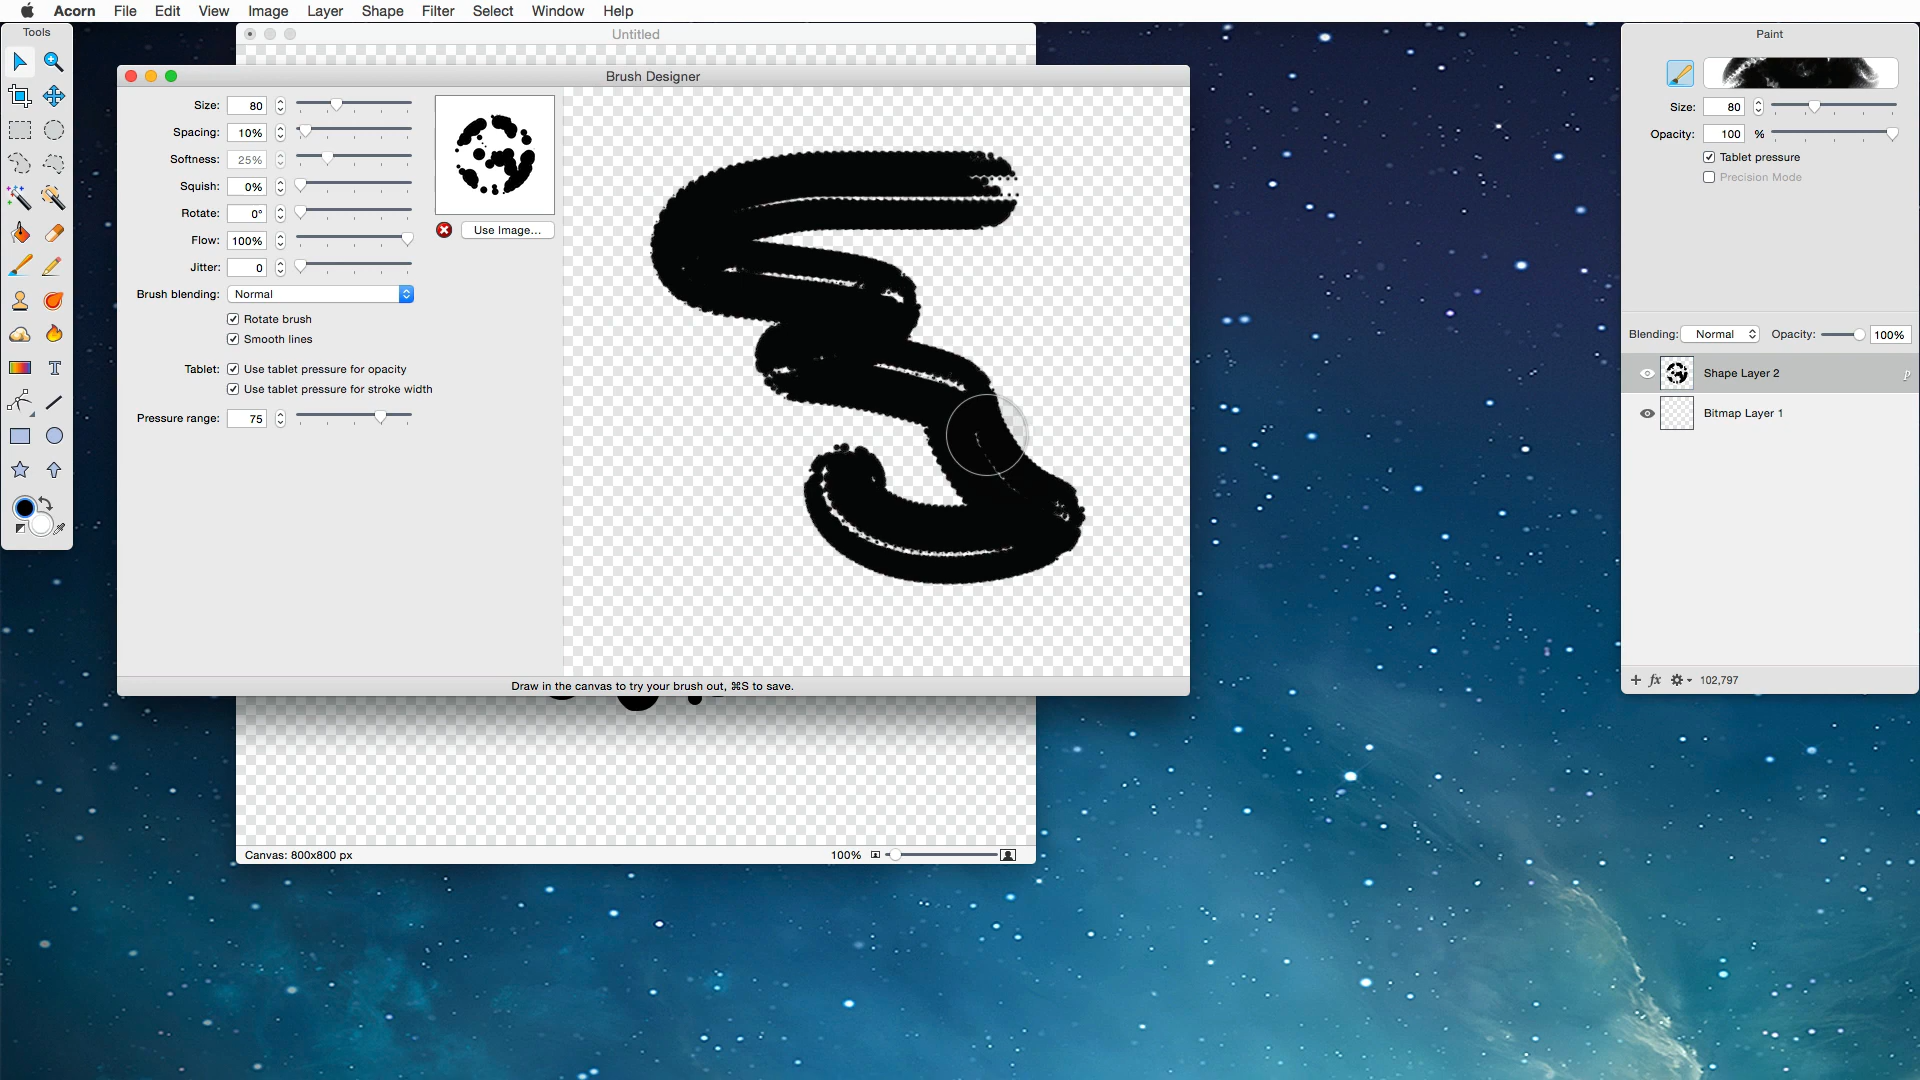 Acorn File Edit View Image Layer Shape Filter Select Window Help
Tools
Untitled
Brush Designer
Size: 80
Spacing: 10%
Softness: 25%
Squish: 0%
Rotate: 0°
Flow: 100%
Jitter: 0
Use Image...
Brush blending: Normal
Rotate brush
Smooth lines
Tablet: Use tablet pressure for opacity
Use tablet pressure for stroke width
Pressure range: 75
Draw in the canvas to try your brush out, ⌘S to save.
Canvas: 800x800 px
100%
Paint
Size: 80
Opacity: 100 %
Tablet pressure
Precision Mode
Blending: Normal Opacity: 100%
Shape Layer 2 p
Bitmap Layer 1
+ fx 102,797
T